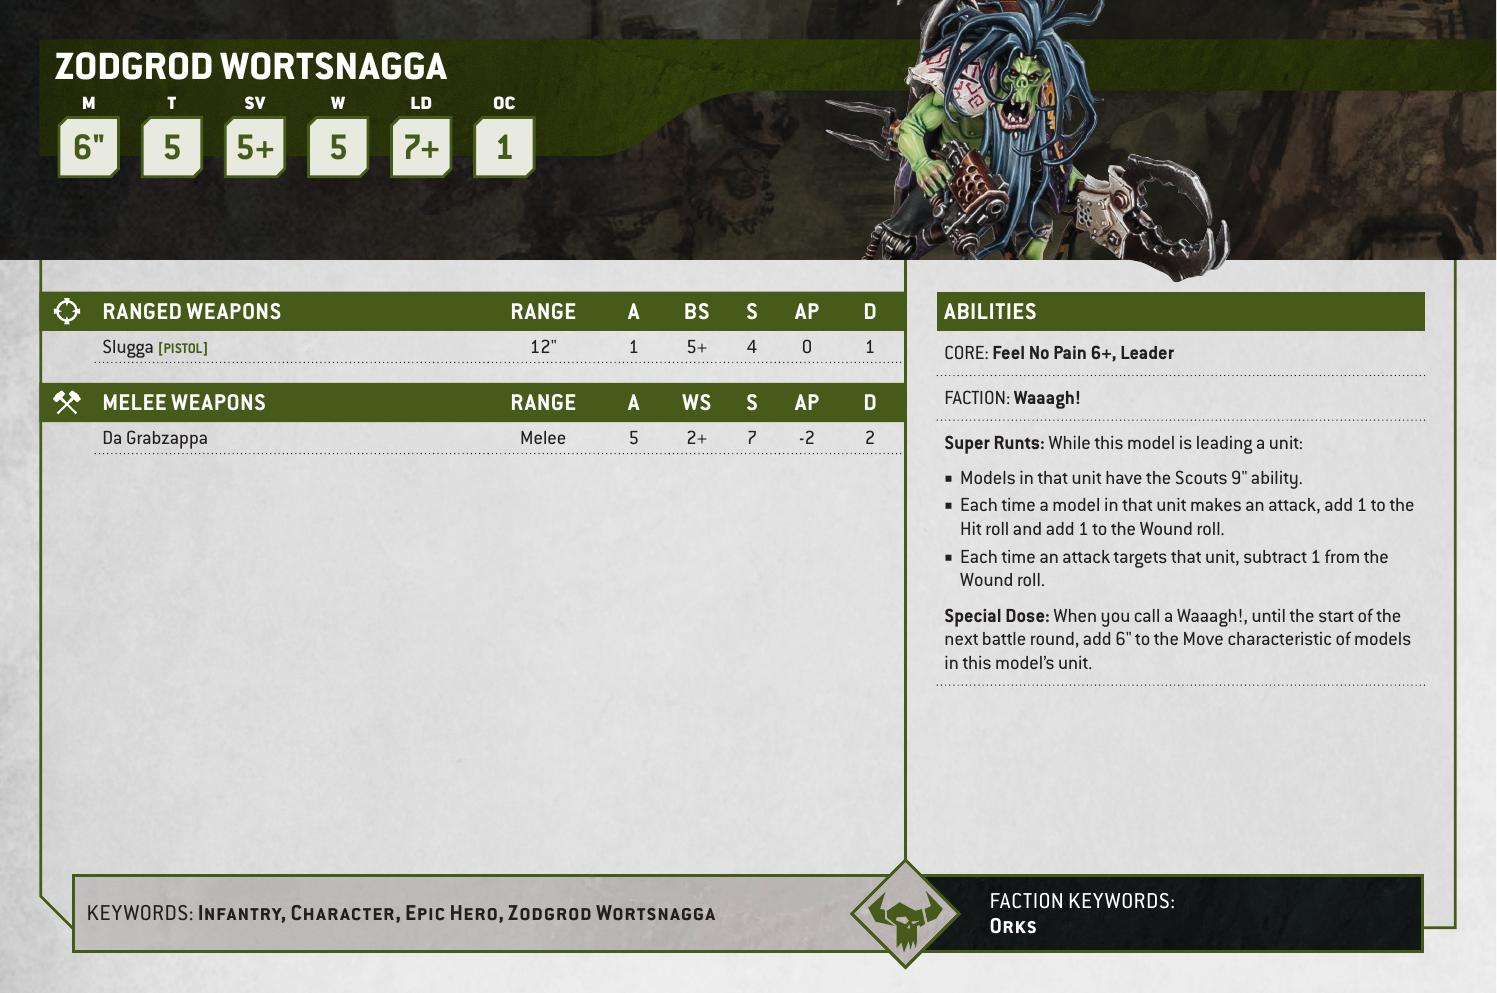 ZODGROD WORTSNAGGA
M T SV W LD OC
6" 5 5+ 5 7+ 1
RANGED WEAPONS RANGE A BS S AP D
Slugga [PISTOL] 12" 1 5+ 4 0 1
MELEE WEAPONS RANGE A WS S AP D
Da Grabzappa Melee 5 2+ 7 -2 2
ABILITIES
CORE: Feel No Pain 6+, Leader
FACTION: Waaagh!
Super Runts: While this model is leading a unit:
▪ Models in that unit have the Scouts 9" ability.
▪ Each time a model in that unit makes an attack, add 1 to the
Hit roll and add 1 to the Wound roll.
▪ Each time an attack targets that unit, subtract 1 from the
Wound roll.
Special Dose: When you call a Waaagh!, until the start of the
next battle round, add 6" to the Move characteristic of models
in this model's unit.
KEYWORDS: INFANTRY, CHARACTER, EPIC HERO, ZODGROD WORTSNAGGA
FACTION KEYWORDS:
ORKS